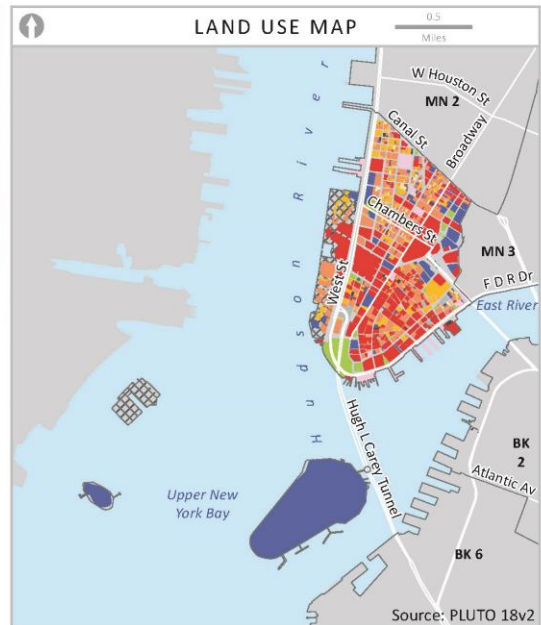 LAND USE MAP
0.5
Miles
W Houston St
MN 2
Canal St
Broadway
Hudson River
Chambers St
MN 3
West St
F D R Dr
East River
Hugh L Carey Tunnel
BK
2
Atlantic Av
Upper New
York Bay
BK 6
Source: PLUTO 18v2